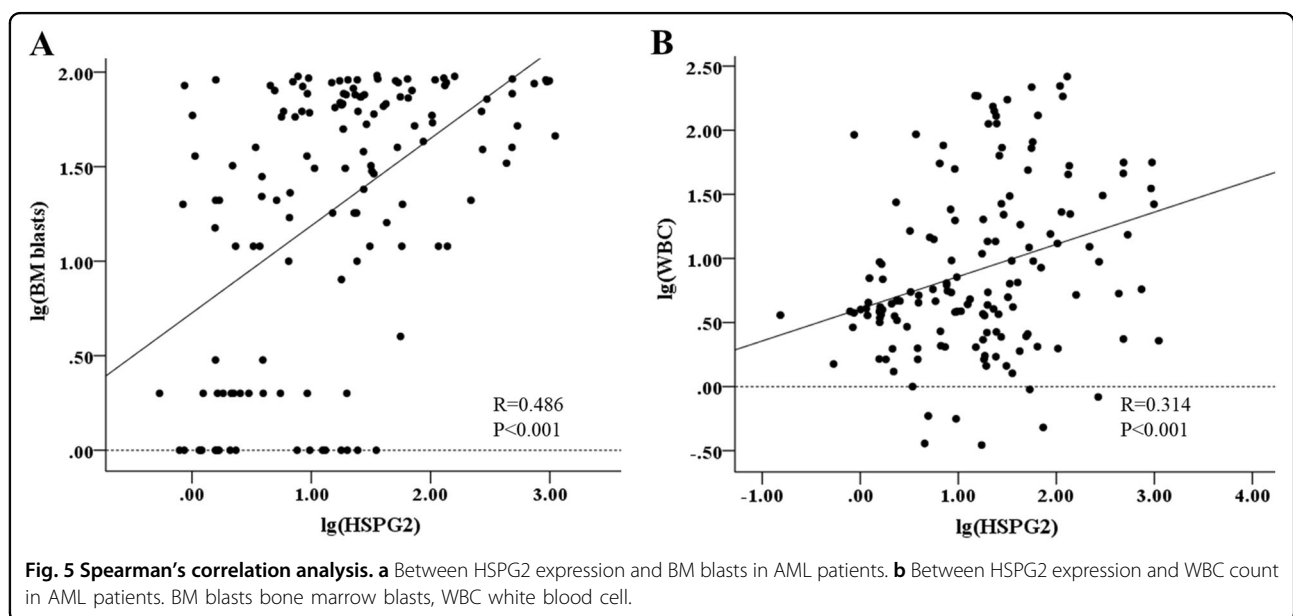 A
lg(BM blasts)
2.00
1.50
1.00
.50
.00
R=0.486
P<0.001
.00 1.00 2.00 3.00
lg(HSPG2)
B
lg(WBC)
2.50
2.00
1.50
1.00
.50
.00
-.50
R=0.314
P<0.001
-1.00 .00 1.00 2.00 3.00 4.00
lg(HSPG2)
Fig. 5 Spearman's correlation analysis. a Between HSPG2 expression and BM blasts in AML patients. b Between HSPG2 expression and WBC count
in AML patients. BM blasts bone marrow blasts, WBC white blood cell.